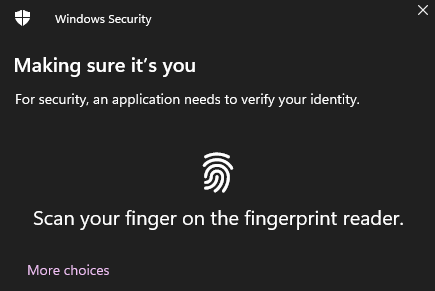 Windows Security
Making sure it’s you
For security, an application needs to verify your identity.
Scan your finger on the fingerprint reader.
More choices